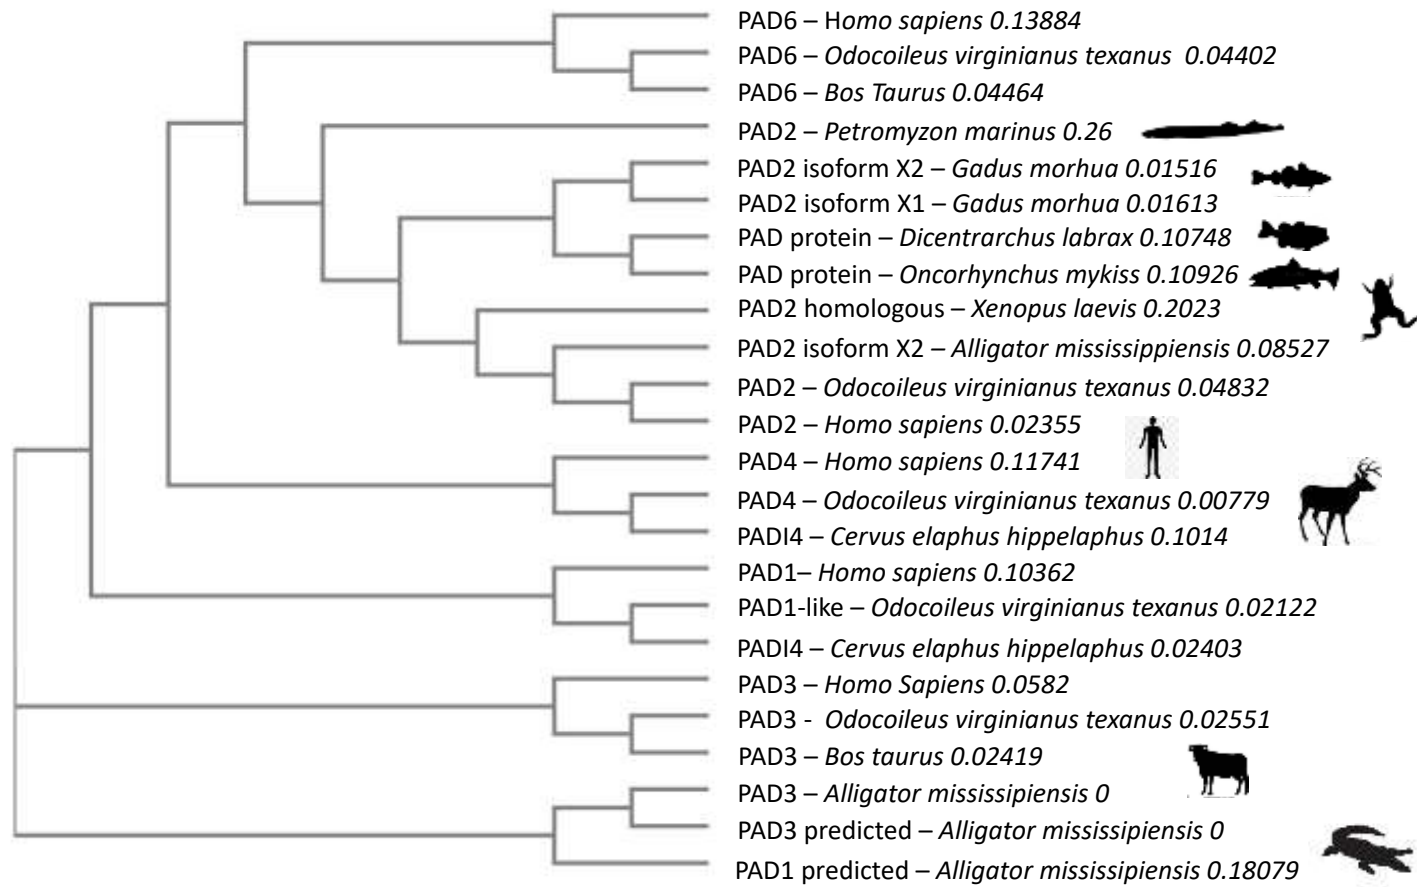 PAD6 – Homo sapiens 0.13884
PAD6 – Odocoileus virginianus texanus 0.04402
PAD6 – Bos Taurus 0.04464
PAD2 – Petromyzon marinus 0.26
PAD2 isoform X2 – Gadus morhua 0.01516
PAD2 isoform X1 – Gadus morhua 0.01613
PAD protein – Dicentrarchus labrax 0.10748
PAD protein – Oncorhynchus mykiss 0.10926
PAD2 homologous – Xenopus laevis 0.2023
PAD2 isoform X2 – Alligator mississippiensis 0.08527
PAD2 – Odocoileus virginianus texanus 0.04832
PAD2 – Homo sapiens 0.02355
PAD4 – Homo sapiens 0.11741
PAD4 – Odocoileus virginianus texanus 0.00779
PADI4 – Cervus elaphus hippelaphus 0.1014
PAD1– Homo sapiens 0.10362
PAD1-like – Odocoileus virginianus texanus 0.02122
PADI4 – Cervus elaphus hippelaphus 0.02403
PAD3 – Homo Sapiens 0.0582
PAD3 - Odocoileus virginianus texanus 0.02551
PAD3 – Bos taurus 0.02419
PAD3 – Alligator mississipiensis 0
PAD3 predicted – Alligator mississipiensis 0
PAD1 predicted – Alligator mississipiensis 0.18079